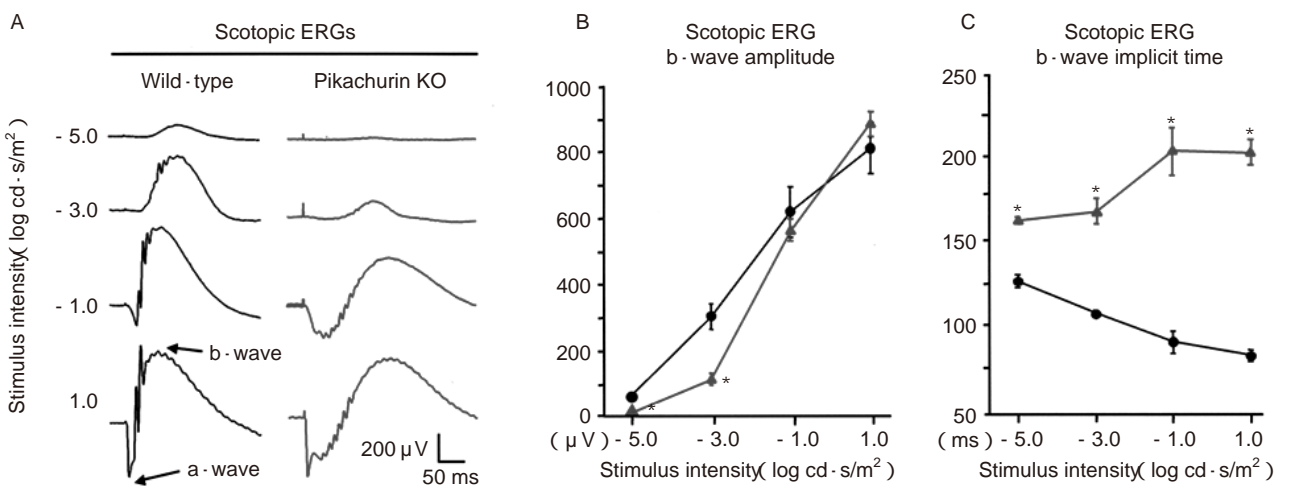 A
Scotopic ERGs
Wild-type
Pikachurin KO
Stimulus intensity( log cd·s/m²)
- 5.0
- 3.0
- 1.0
1.0
b-wave
a-wave
200 μV
50 ms
B
Scotopic ERG
b-wave amplitude
1000
800
600
400
200
0
*
*
( μV) - 5.0 - 3.0 - 1.0 1.0
Stimulus intensity( log cd·s/m²)
C
Scotopic ERG
b-wave implicit time
250
200
150
100
50
*
*
*
*
( ms) - 5.0 - 3.0 - 1.0 1.0
Stimulus intensity( log cd·s/m²)